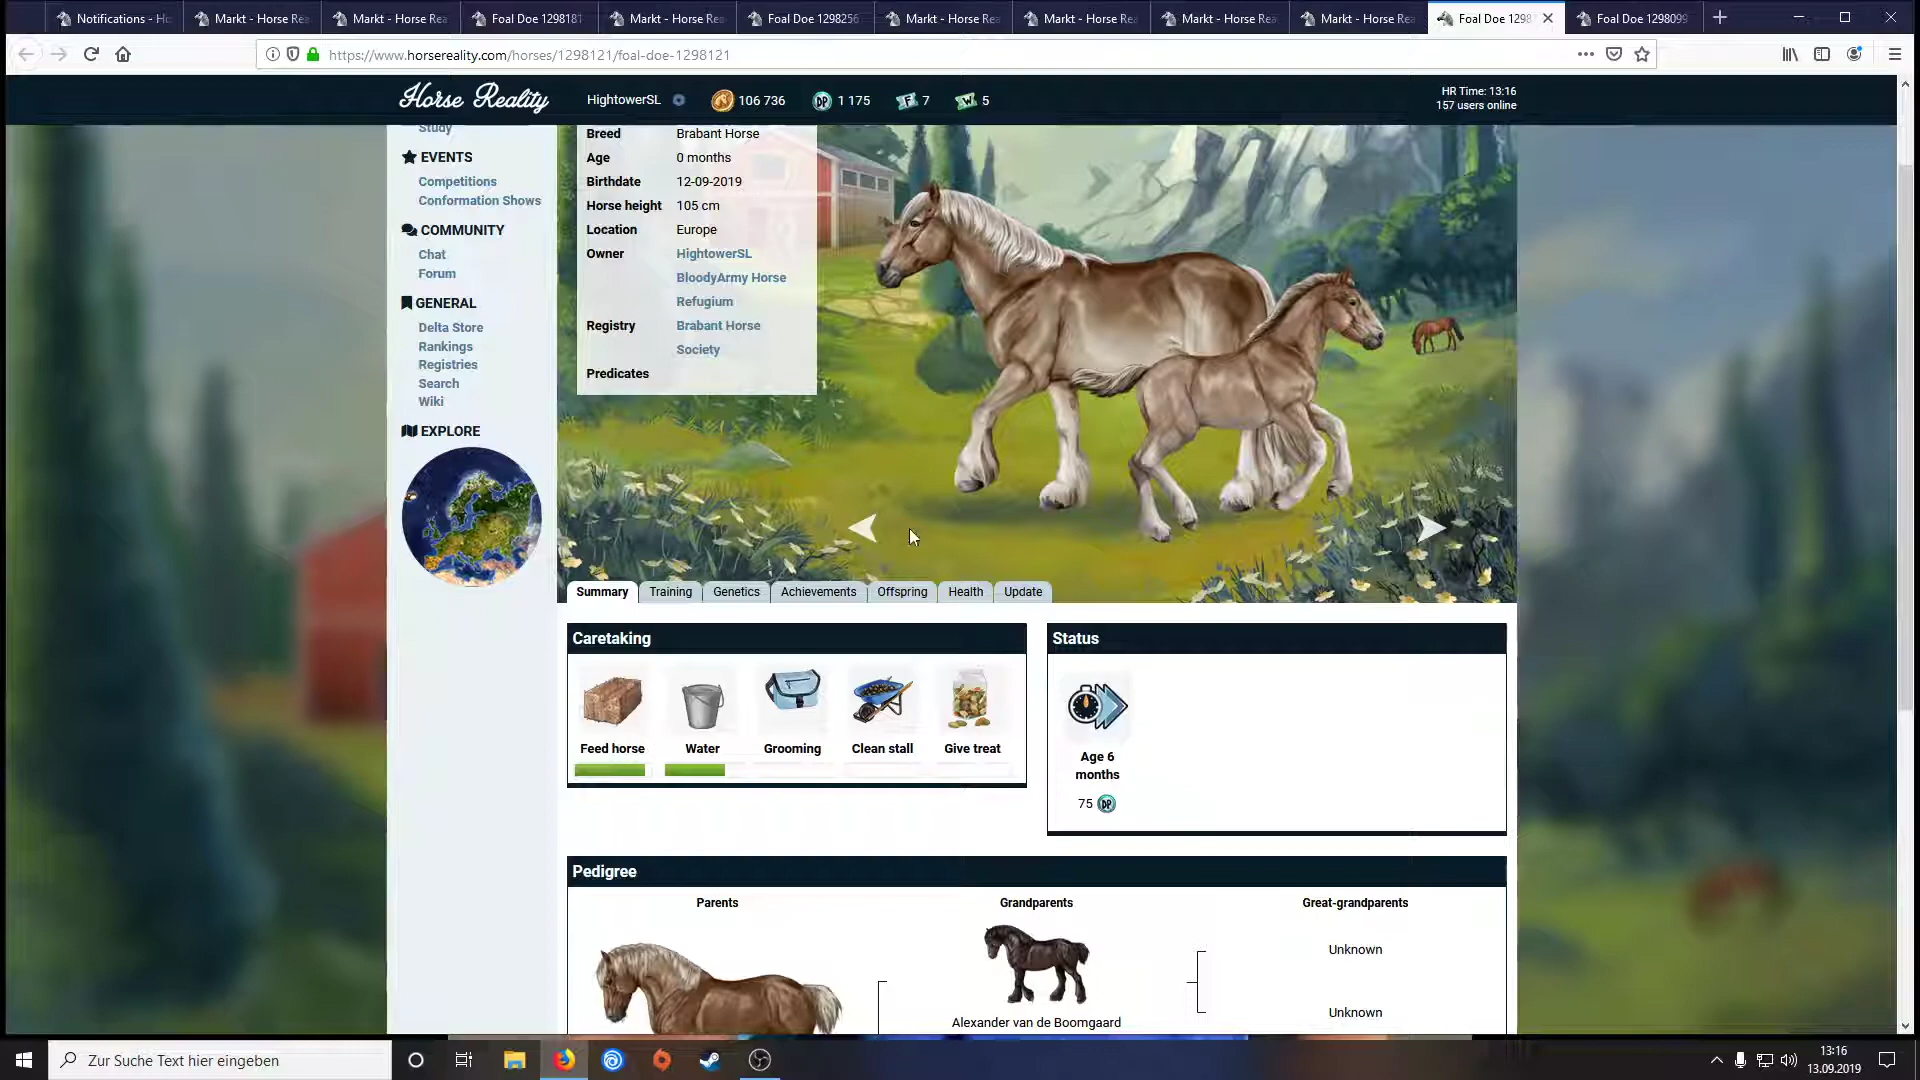 Notifications - Ho
Markt - Horse Rea
Markt - Horse Rea
Foal Doe 1298181
Markt - Horse Rea
Foal Doe 1298256
Markt - Horse Rea
Markt - Horse Rea
Markt - Horse Rea
Markt - Horse Rea
Foal Doe 1298
Foal Doe 1298099
https://www.horsereality.com/horses/1298121/foal-doe-1298121
Horse Reality
HightowerSL
106 736
DP
1 175
F
7
W
5
HR Time: 13:16
157 users online
Study
EVENTS
Competitions
Conformation Shows
COMMUNITY
Chat
Forum
GENERAL
Delta Store
Rankings
Registries
Search
Wiki
EXPLORE
Breed Brabant Horse
Age 0 months
Birthdate 12-09-2019
Horse height 105 cm
Location Europe
Owner HightowerSL
BloodyArmy Horse
Refugium
Registry Brabant Horse
Society
Predicates
Summary Training Genetics Achievements Offspring Health Update
Caretaking
Feed horse Water Grooming Clean stall Give treat
Status
Age 6
months
75 DP
Pedigree
Parents Grandparents Great-grandparents
Unknown
Unknown
Alexander van de Boomgaard
Zur Suche Text hier eingeben
13:16
13.09.2019